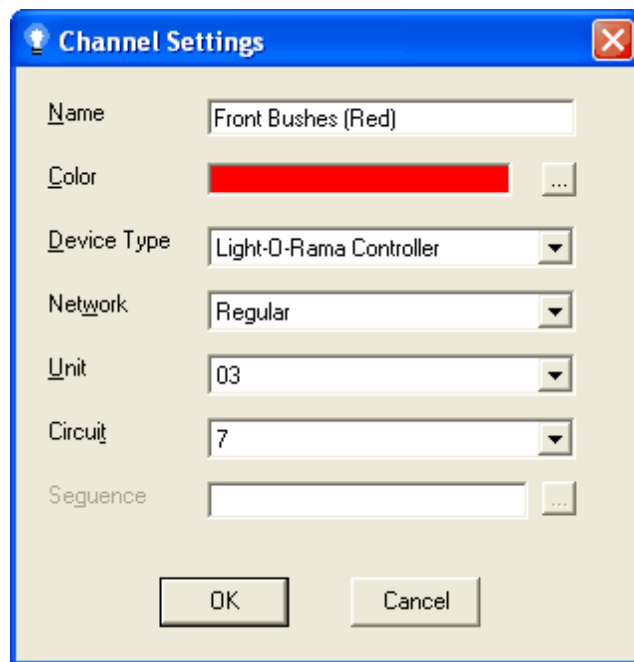 Channel Settings
Name Front Bushes (Red)
Color ...
Device Type Light-O-Rama Controller
Network Regular
Unit 03
Circuit 7
Sequence ...
OK Cancel